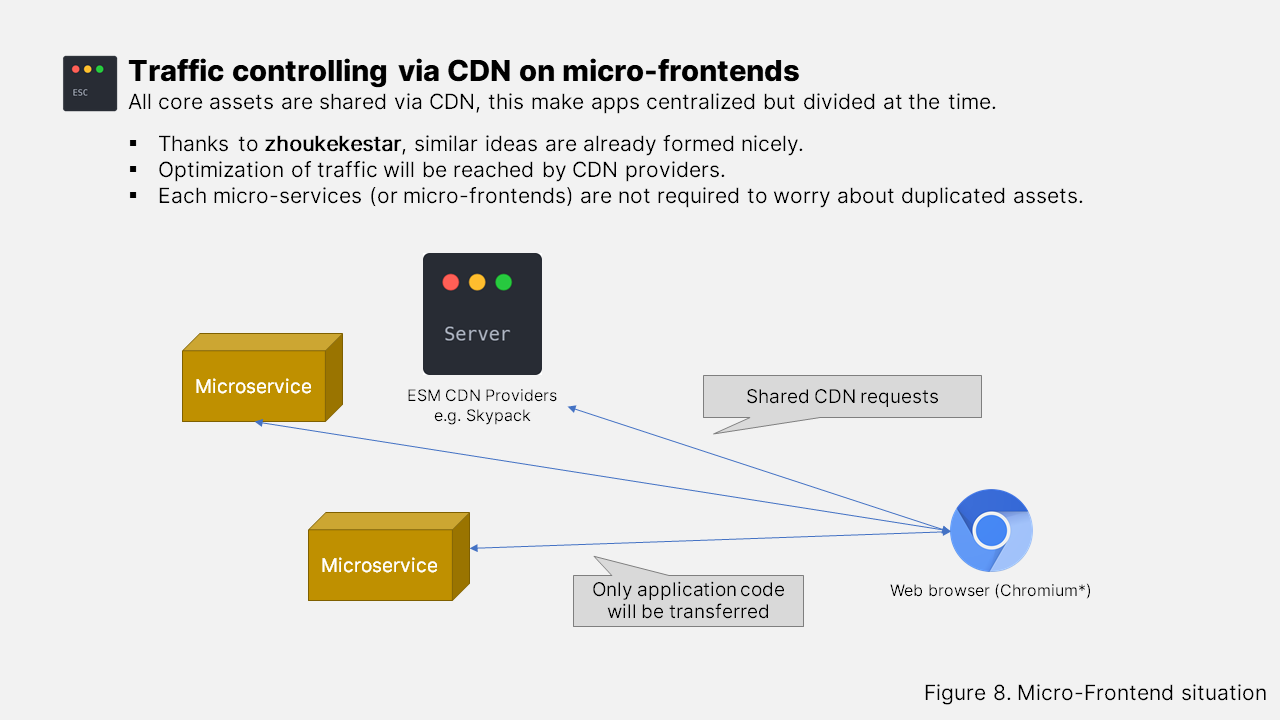 Traffic controlling via CDN on micro-frontends
ESC
All core assets are shared via CDN, this make apps centralized but divided at the time.
▪ Thanks to zhoukekestar, similar ideas are already formed nicely.
▪ Optimization of traffic will be reached by CDN providers.
▪ Each micro-services (or micro-frontends) are not required to worry about duplicated assets.
Server
Microservice
ESM CDN Providers
e.g. Skypack
Shared CDN requests
Microservice
Only application code
will be transferred
Web browser (Chromium*)
Figure 8. Micro-Frontend situation